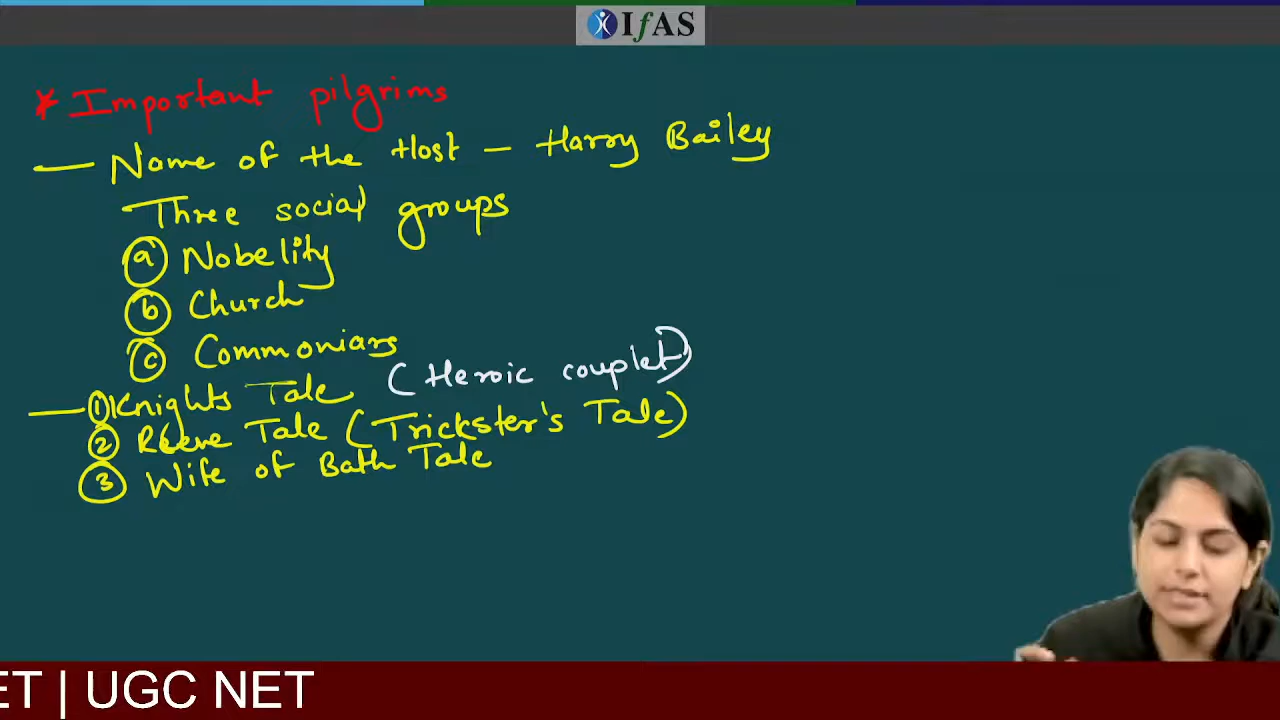 IfAS
* Important pilgrims
— Name of the Host – Harry Bailey
Three social groups
(a) Nobelity
(b) Church
(c) Commonians
— (1) Knights Tale (Heroic couplet)
(2) Reeve Tale (Trickster's Tale)
(3) Wife of Bath Tale
ET | UGC NET